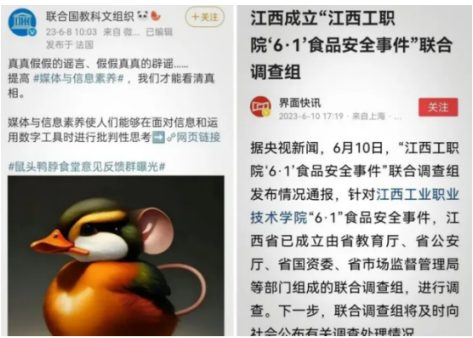 联合国教科文组织
+关注
23-6-8 10:03 来自 微... 已编辑
发布于 法国
真真假假的谣言、假假真真的辟谣......
提高 #媒体与信息素养# ，我们才能看清真
相。
媒体与信息素养使人们能够在面对信息和运
用数字工具时进行批判性思考➡️网页链接
#鼠头鸭脖食堂意见反馈群曝光#
江西成立“江西工职
院‘6·1’食品安全事件”联合
调查组
界面快讯
2023-6-10 17:19 · 来自上海 · ...
关注
据央视新闻，6月10日，“江西工职
院‘6·1’食品安全事件”联合调查组
发布情况通报，针对江西工业职业
技术学院“6·1”食品安全事件，江
西省已成立由省教育厅、省公安
厅、省国资委、省市场监督管理局
等部门组成的联合调查组，进行调
查。下一步，联合调查组将及时向
社会公布有关调查处理情况